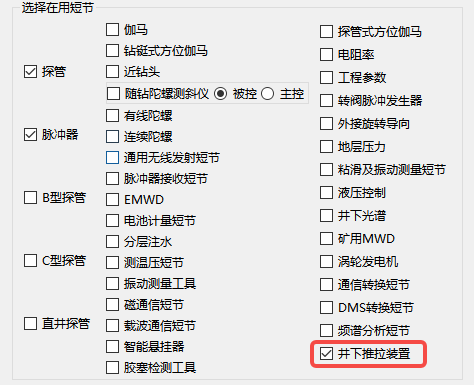 选择在用短节
探管
脉冲器
B型探管
C型探管
直井探管
伽马
钻铤式方位伽马
近钻头
随钻陀螺测斜仪 被控 主控
有线陀螺
连续陀螺
通用无线发射短节
脉冲器接收短节
EMWD
电池计量短节
分层注水
测温压短节
振动测量工具
磁通信短节
载波通信短节
智能悬挂器
胶塞检测工具
探管式方位伽马
电阻率
工程参数
转阀脉冲发生器
外接旋转导向
地层压力
粘滑及振动测量短节
液压控制
井下光谱
矿用MWD
涡轮发电机
通信转换短节
DMS转换短节
频谱分析短节
井下推拉装置